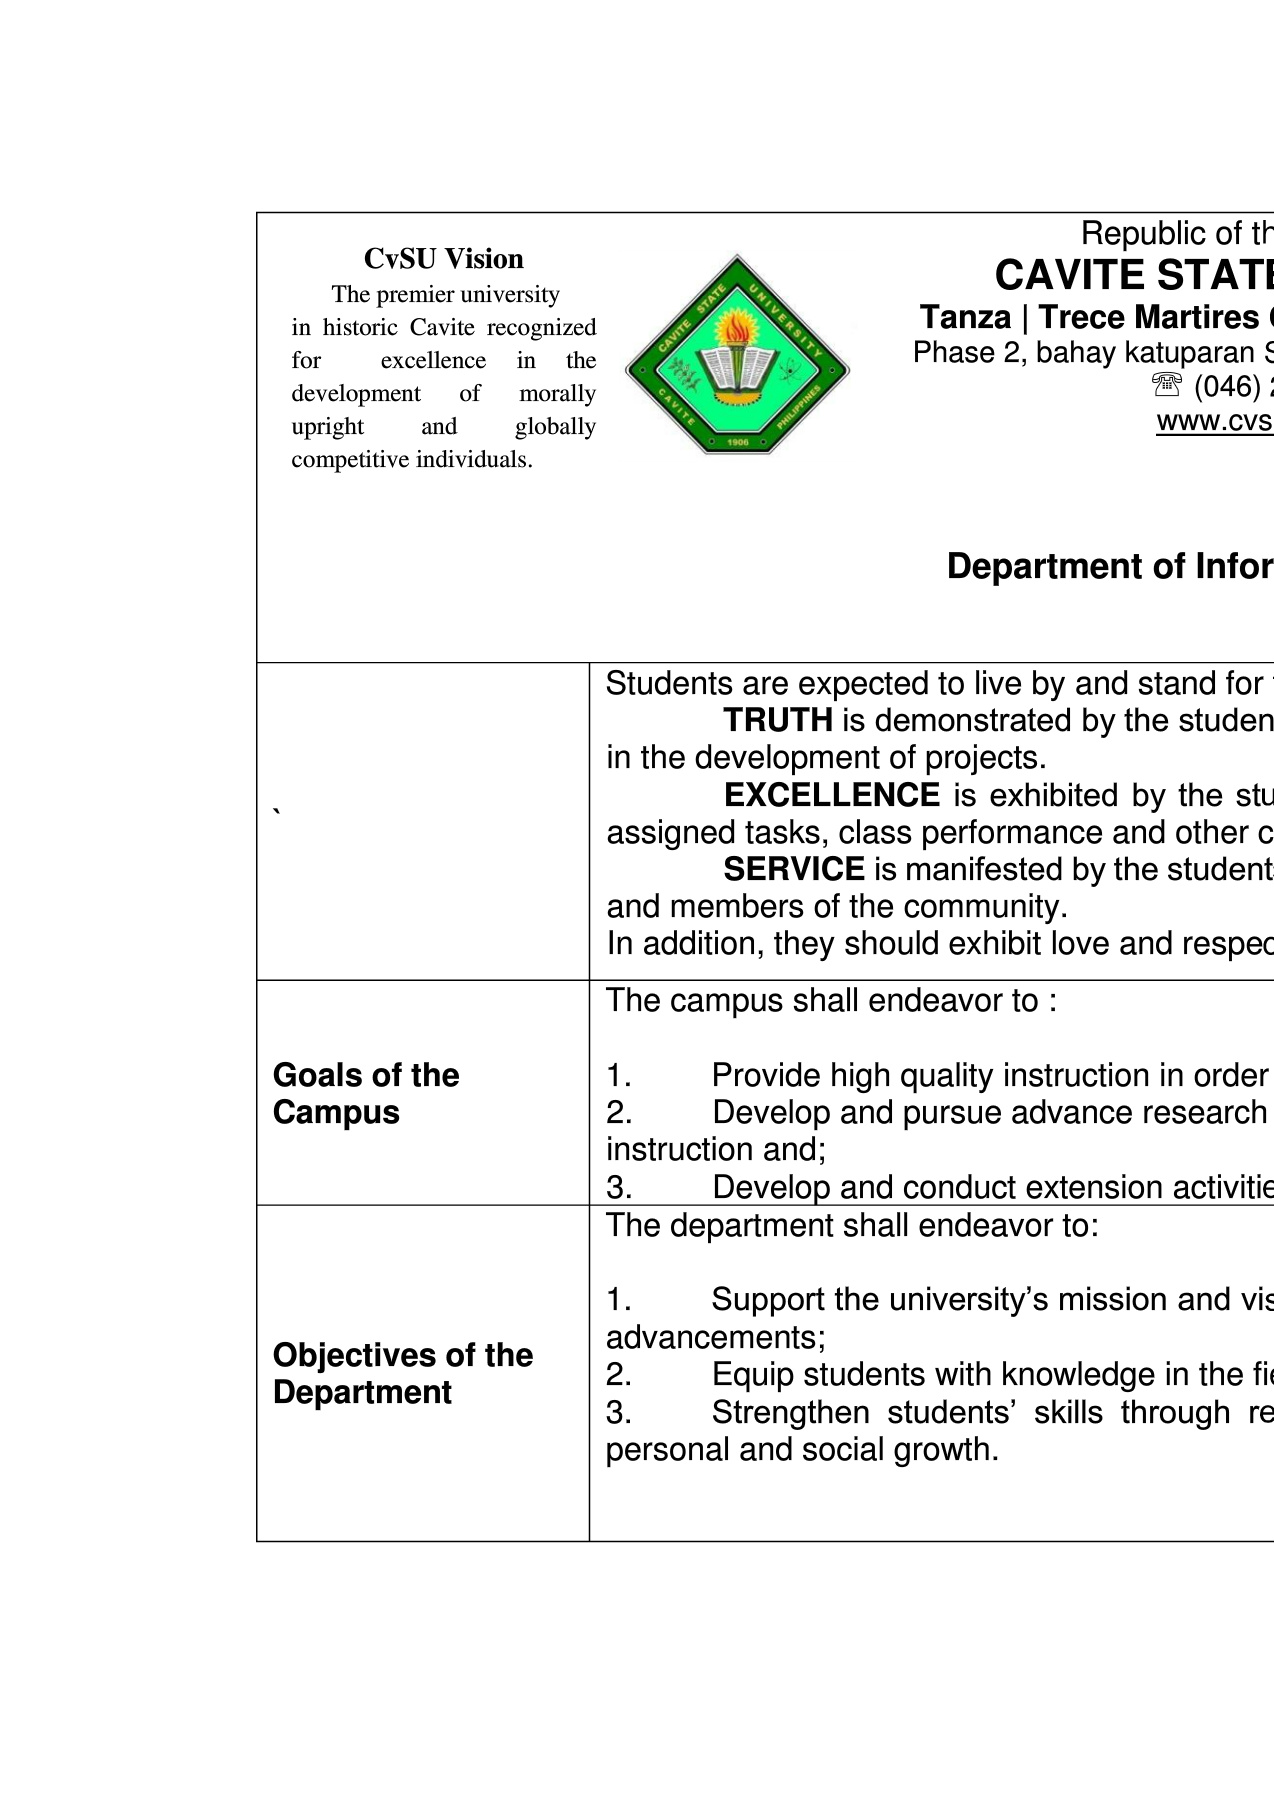 CvSU Vision
The premier university
in historic Cavite recognized
for excellence in the
development of morally
upright and globally
competitive individuals.
CAVITE STATE UNIVERSITY
CAVITE PHILIPPINES
1906
Republic of th
CAVITE STATE
Tanza | Trece Martires C
Phase 2, bahay katuparan S
☏ (046) 2
www.cvs
Department of Infor
Students are expected to live by and stand for t
TRUTH is demonstrated by the studen
in the development of projects.
`
EXCELLENCE is exhibited by the stu
assigned tasks, class performance and other c
SERVICE is manifested by the students
and members of the community.
In addition, they should exhibit love and respec
Goals of the
Campus
The campus shall endeavor to :
1. Provide high quality instruction in order
2. Develop and pursue advance research
instruction and;
3. Develop and conduct extension activitie
Objectives of the
Department
The department shall endeavor to:
1. Support the university’s mission and vis
advancements;
2. Equip students with knowledge in the fie
3. Strengthen students’ skills through re
personal and social growth.